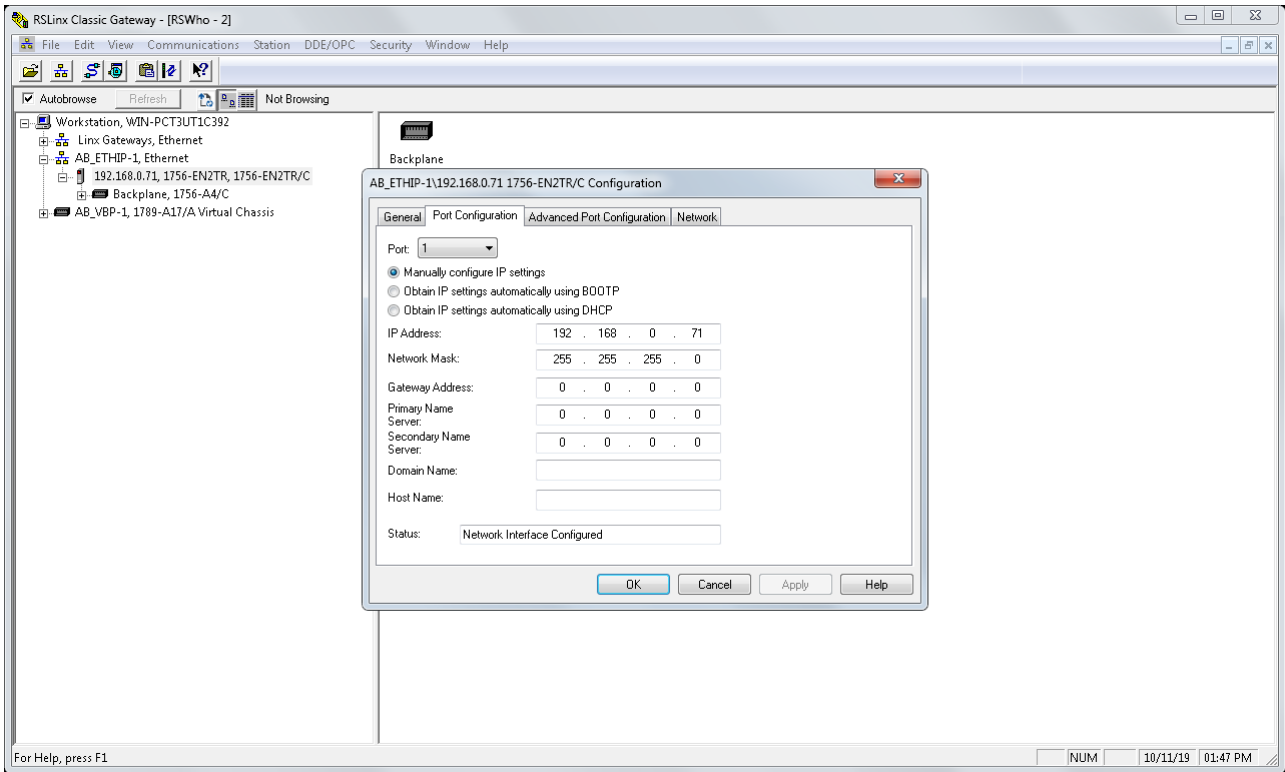 RSLinx Classic Gateway - [RSWho - 2]
File Edit View Communications Station DDE/OPC Security Window Help
Autobrowse Refresh Not Browsing
Workstation, WIN-PCT3UT1C392
Linx Gateways, Ethernet
AB_ETHIP-1, Ethernet
192.168.0.71, 1756-EN2TR, 1756-EN2TR/C
Backplane, 1756-A4/C
AB_VBP-1, 1789-A17/A Virtual Chassis
Backplane
AB_ETHIP-1\192.168.0.71 1756-EN2TR/C Configuration
General Port Configuration Advanced Port Configuration Network
Port: 1
Manually configure IP settings
Obtain IP settings automatically using BOOTP
Obtain IP settings automatically using DHCP
IP Address: 192 . 168 . 0 . 71
Network Mask: 255 . 255 . 255 . 0
Gateway Address: 0 . 0 . 0 . 0
Primary Name
Server: 0 . 0 . 0 . 0
Secondary Name
Server: 0 . 0 . 0 . 0
Domain Name:
Host Name:
Status: Network Interface Configured
OK Cancel Apply Help
For Help, press F1 NUM 10/11/19 01:47 PM